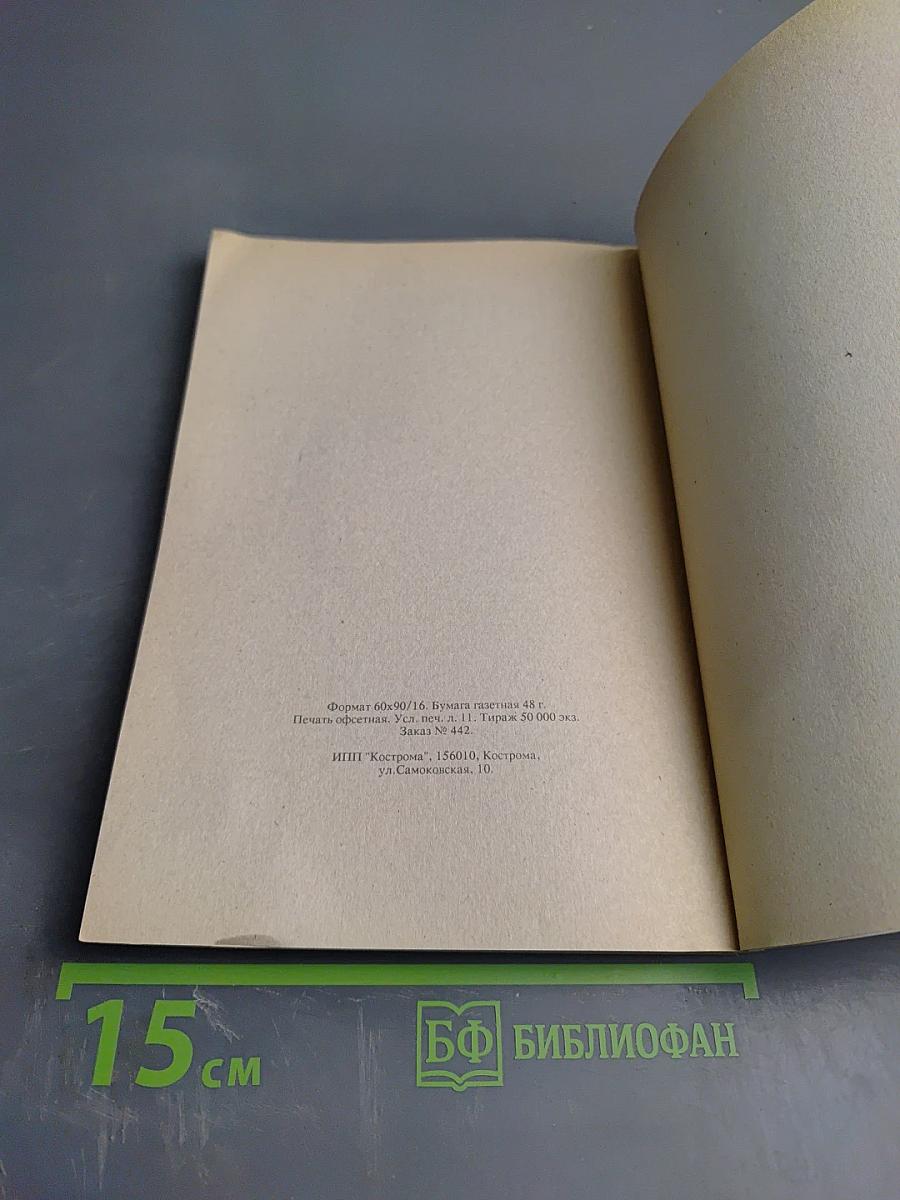 Формат 60х90/16. Бумага газетная 48 г.
Печать офсетная. Усл. печ. л. 11. Тираж 50 000 экз.
Заказ № 442.
ИПП "Кострома", 156010, Кострома,
ул.Самоковская, 10.
15 см
БФ БИБЛИОФАН